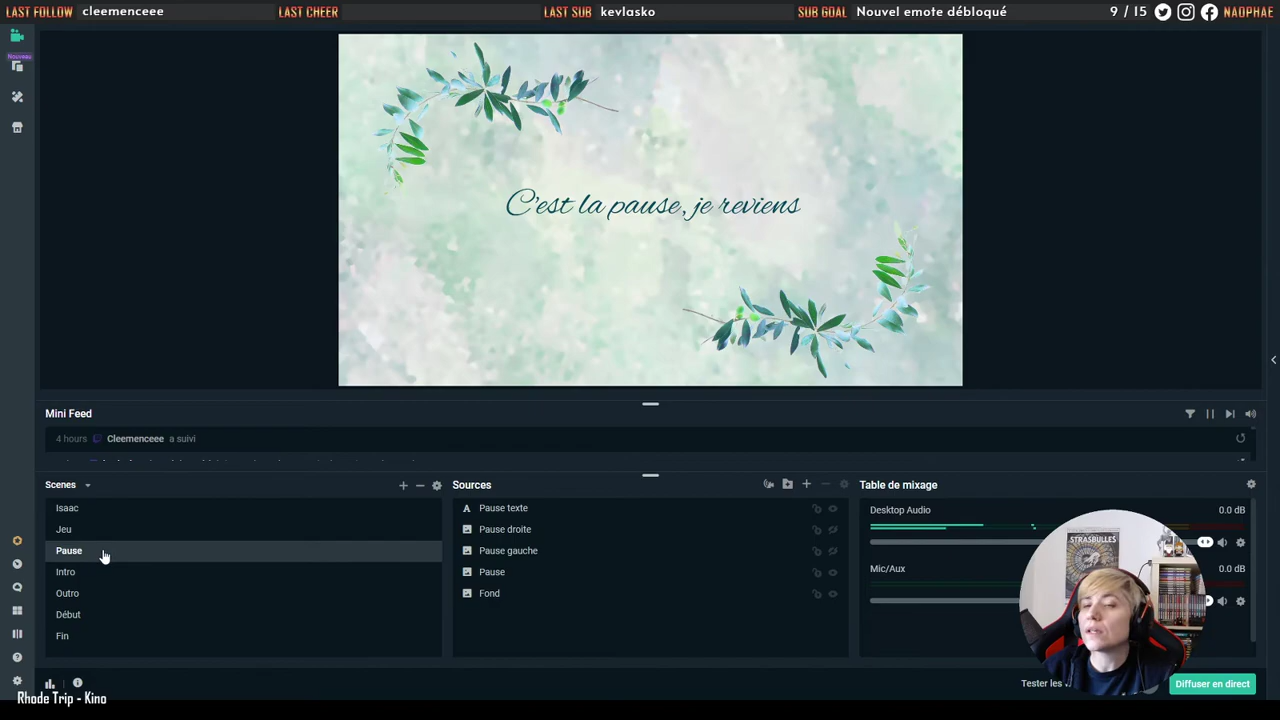 LAST FOLLOW cleemenceee LAST CHEER LAST SUB kevlasko SUB GOAL Nouvel emote débloqué 9 / 15 NAOPHAE
Nouveau
C'est la pause, je reviens
Mini Feed
4 hours Cleemenceee a suivi
Scenes
Isaac
Jeu
Pause
Intro
Outro
Début
Fin
Sources
Pause texte
Pause droite
Pause gauche
Pause
Fond
Table de mixage
Desktop Audio 0.0 dB
Mic/Aux 0.0 dB
STRASBULLES
Tester les
Diffuser en direct
Rhode Trip - Kino